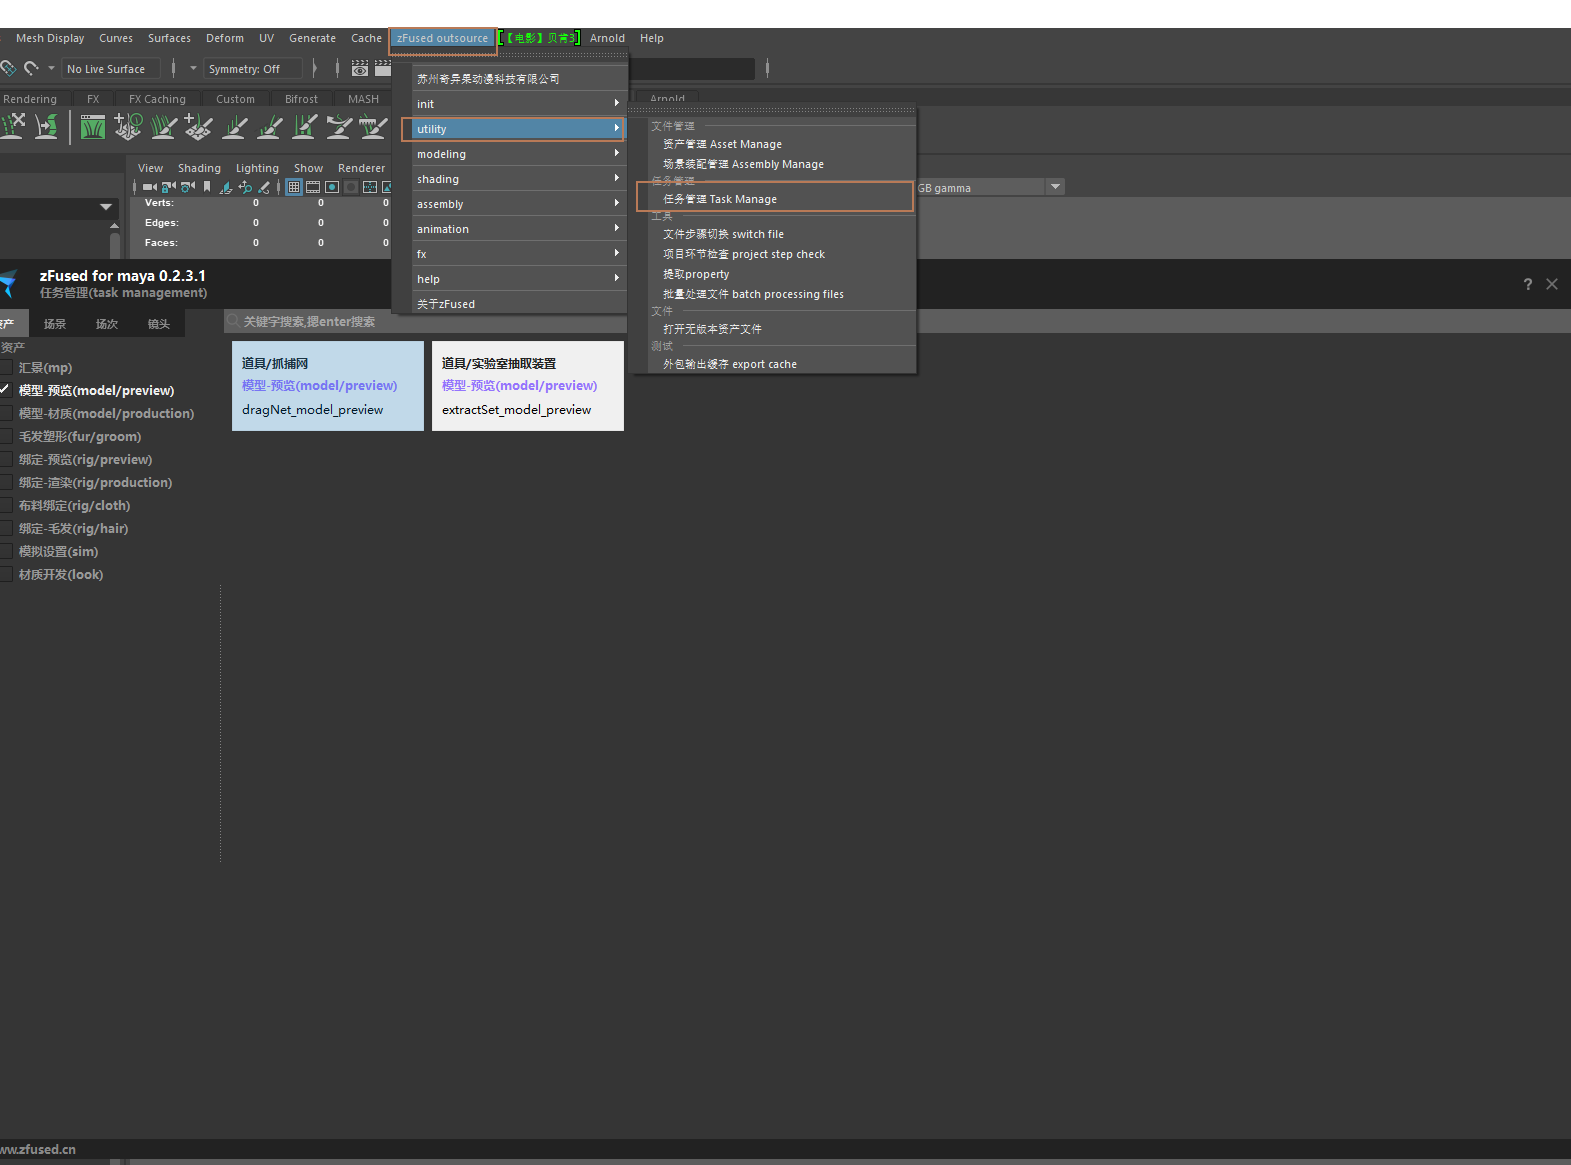 Mesh Display Curves Surfaces Deform UV Generate Cache zFused outsource 【电影】贝肯3 Arnold Help
No Live Surface Symmetry: Off
苏州奇异果动漫科技有限公司
Rendering FX FX Caching Custom Bifrost MASH Arnold
init
utility
modeling
shading
assembly
animation
fx
help
关于zFused
文件管理
资产管理 Asset Manage
场景装配管理 Assembly Manage
任务管理
任务管理 Task Manage
工具
文件步骤切换 switch file
项目环节检查 project step check
提取property
批量处理文件 batch processing files
文件
打开无版本资产文件
测试
外包输出缓存 export cache
View Shading Lighting Show Renderer
GB gamma
Verts: 0 0 0
Edges: 0 0 0
Faces: 0 0 0
zFused for maya 0.2.3.1
任务管理(task management)
? 
资产 场景 场次 镜头
关键字搜索,摁enter搜索
资产
汇景(mp)
模型-预览(model/preview)
模型-材质(model/production)
毛发塑形(fur/groom)
绑定-预览(rig/preview)
绑定-渲染(rig/production)
布料绑定(rig/cloth)
绑定-毛发(rig/hair)
模拟设置(sim)
材质开发(look)
道具/抓捕网
模型-预览(model/preview)
dragNet_model_preview
道具/实验室抽取装置
模型-预览(model/preview)
extractSet_model_preview
ww.zfused.cn